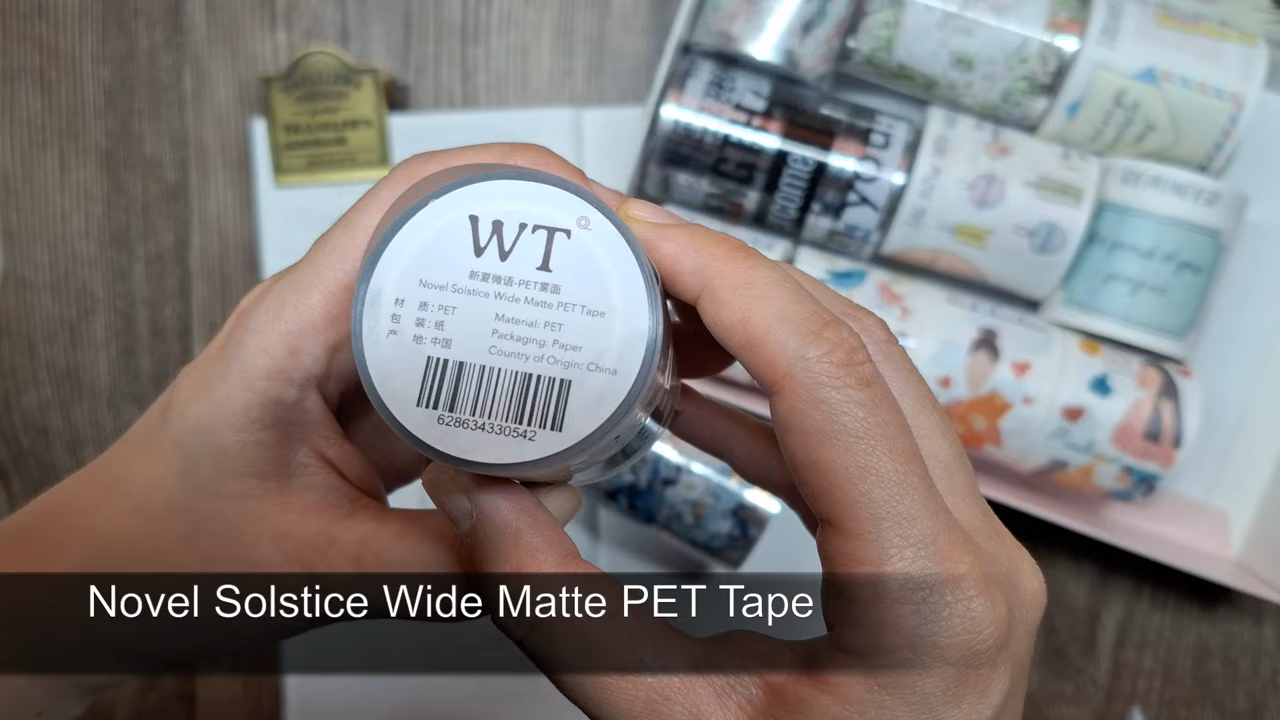 WT
新夏微语-PET雾面
Novel Solstice Wide Matte PET Tape
材 质: PET
包 装: 纸
产 地: 中国
Material: PET
Packaging: Paper
Country of Origin: China
628634330542
TRAVELER'S
come
Novel Solstice Wide Matte PET Tape